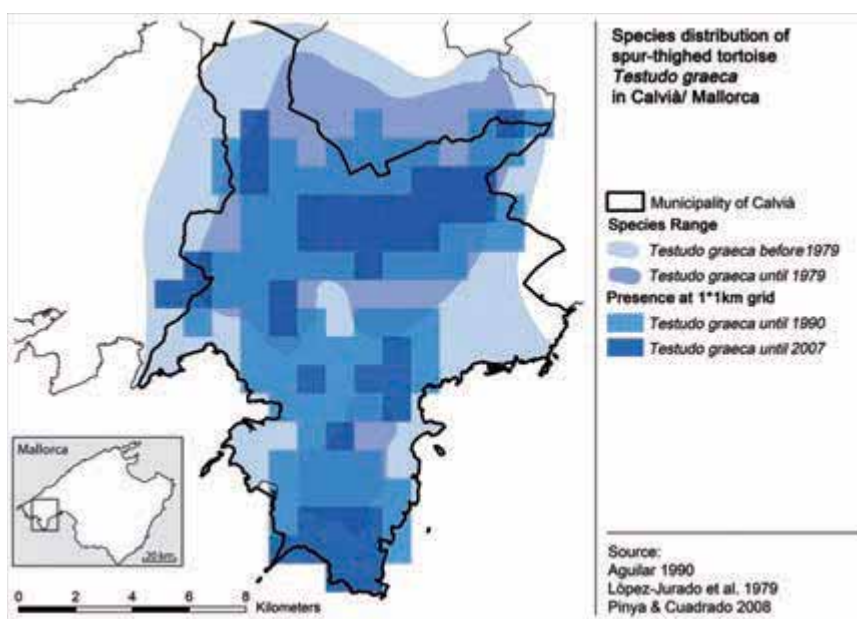 Species distribution of
spur-thighed tortoise
Testudo graeca
in Calvià/ Mallorca
Municipality of Calvià
Species Range
Testudo graeca before 1979
Testudo graeca until 1979
Presence at 1*1km grid
Testudo graeca until 1990
Testudo graeca until 2007
Mallorca
20 km
0 2 4 6 8
Kilometers
Source:
Aguilar 1990
López-Jurado et al. 1979
Pinya & Cuadrado 2008